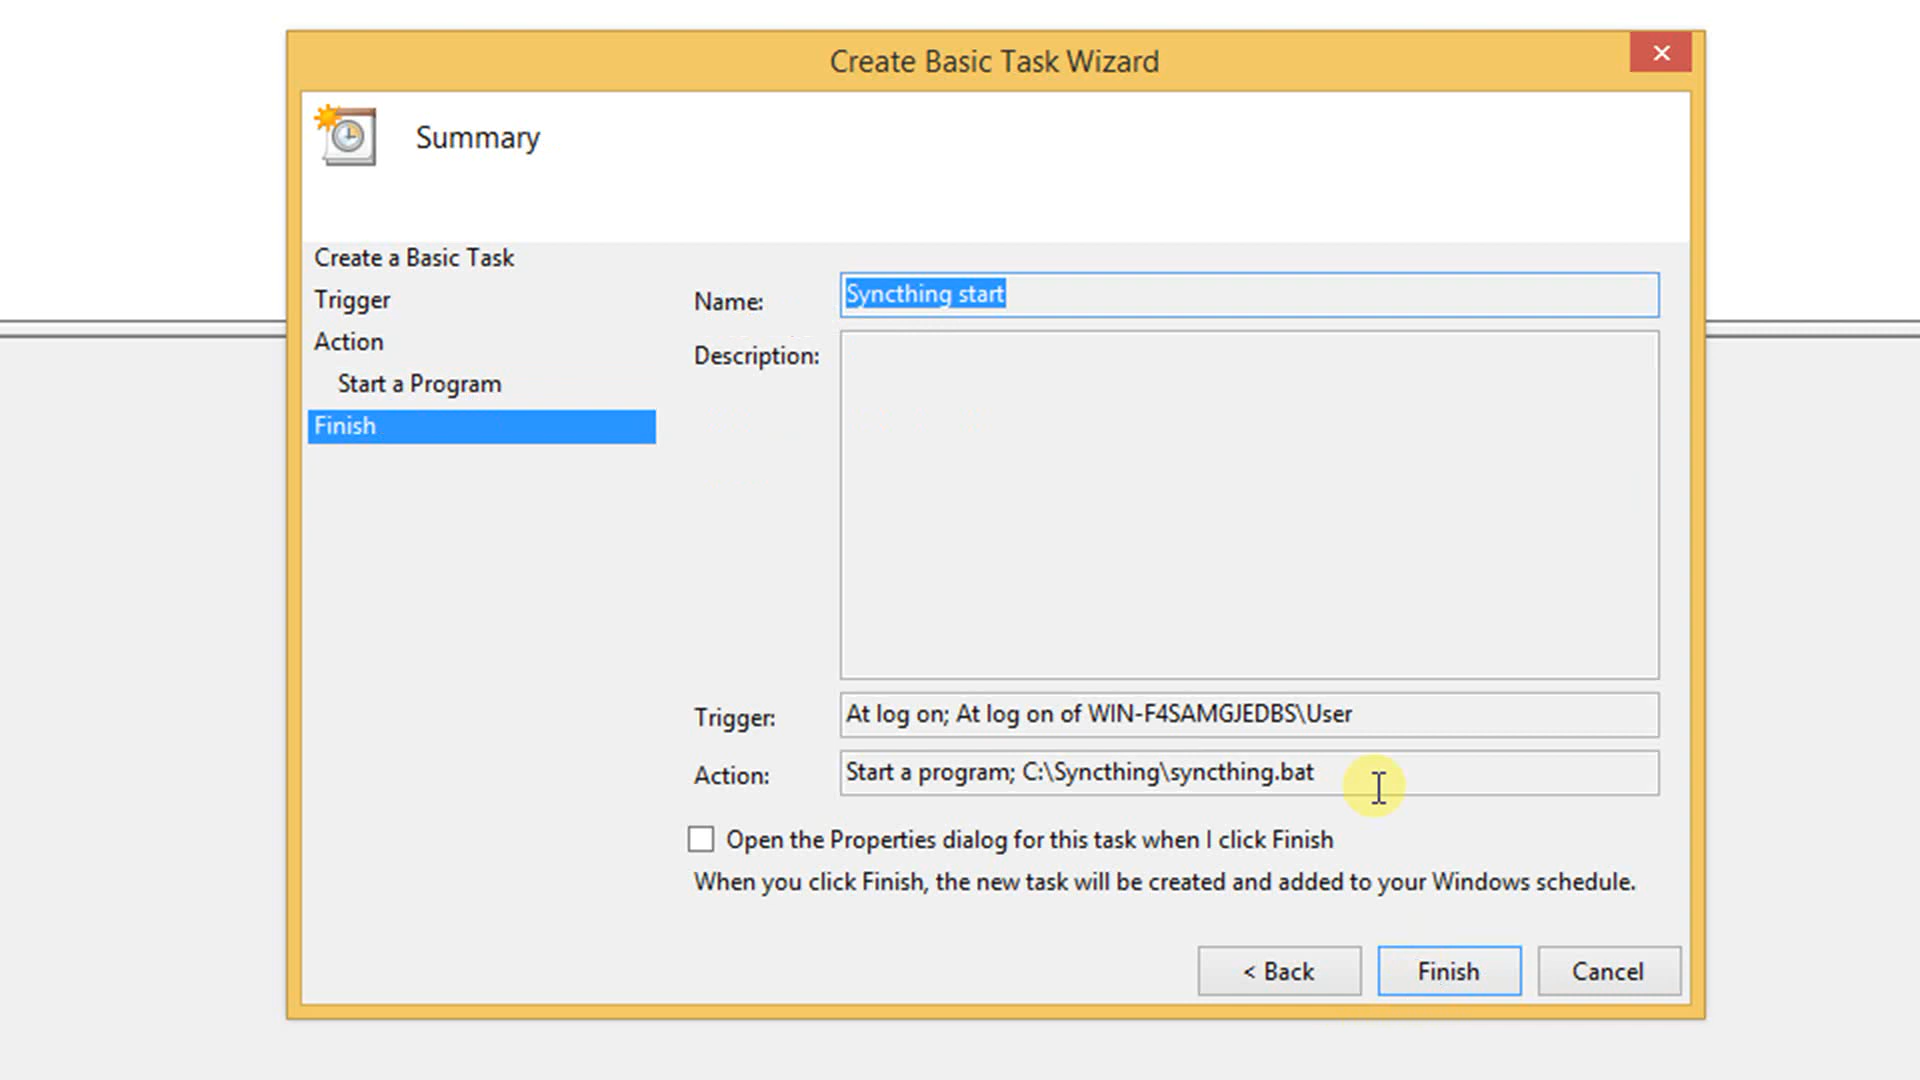 Create Basic Task Wizard
Summary
Create a Basic Task
Trigger
Action
Start a Program
Finish
Name: Syncthing start
Description:
Trigger: At log on; At log on of WIN-F4SAMGJEDBS\User
Action: Start a program; C:\Syncthing\syncthing.bat
Open the Properties dialog for this task when I click Finish
When you click Finish, the new task will be created and added to your Windows schedule.
< Back Finish Cancel